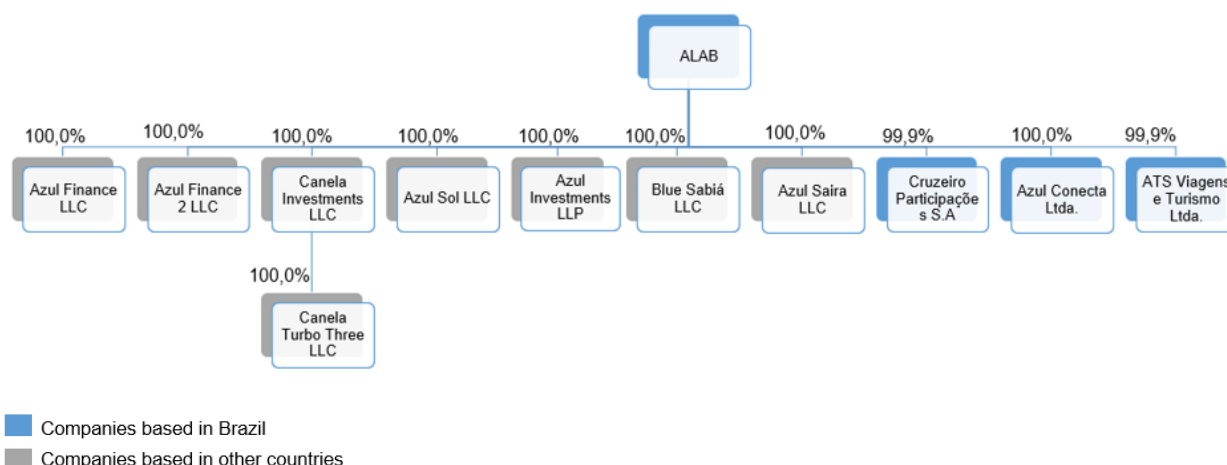 ALAB
100,0%
100,0%
100,0%
100,0%
100,0%
100,0%
100,0%
99,9%
100,0%
99,9%
Azul Finance
LLC
Azul Finance
2 LLC
Canela
Investments
LLC
Azul Sol LLC
Azul
Investments
LLP
Blue Sabiá
LLC
Azul Saira
LLC
Cruzeiro
Participaçõe
s S.A
Azul Conecta
Ltda.
ATS Viagens
e Turismo
Ltda.
100,0%
Canela
Turbo Three
LLC
Companies based in Brazil
Companies based in other countries